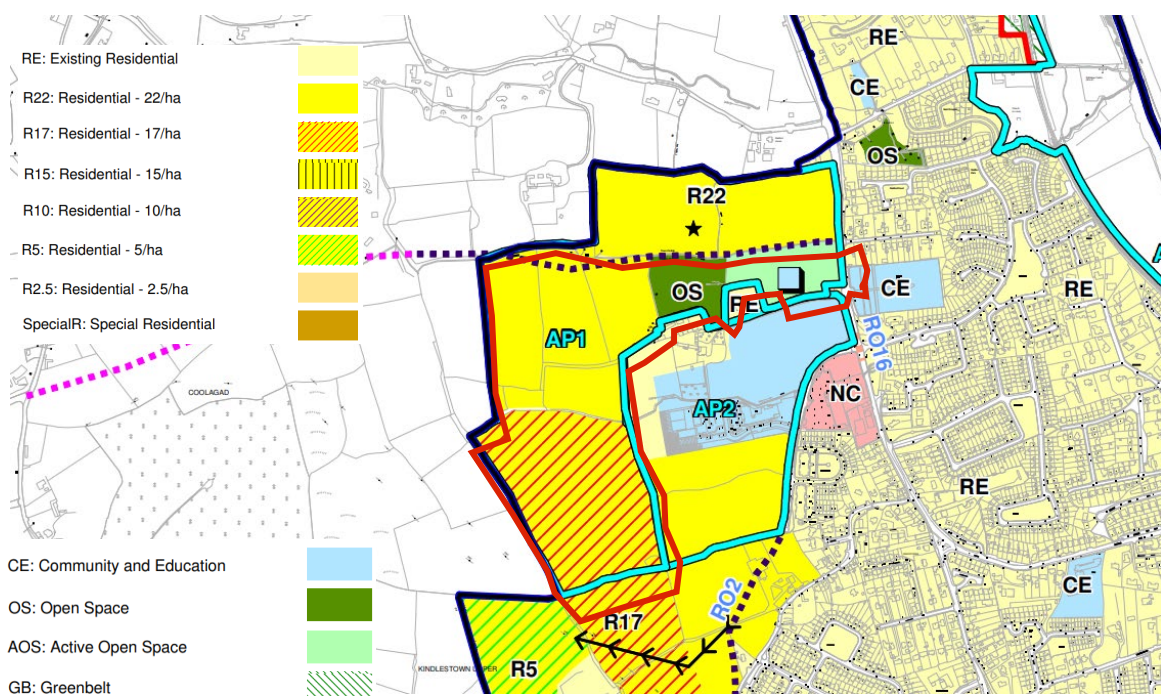 RE: Existing Residential
R22: Residential - 22/ha
R17: Residential - 17/ha
R15: Residential - 15/ha
R10: Residential - 10/ha
R5: Residential - 5/ha
R2.5: Residential - 2.5/ha
SpecialR: Special Residential
COOLAGAD
CE: Community and Education
OS: Open Space
AOS: Active Open Space
GB: Greenbelt
RE
CE
OS
R22
OS
RE
CE
RE
AP1
RO16
AP2
NC
RE
CE
RO2
R17
R5
KINDLESTOWN UPPER